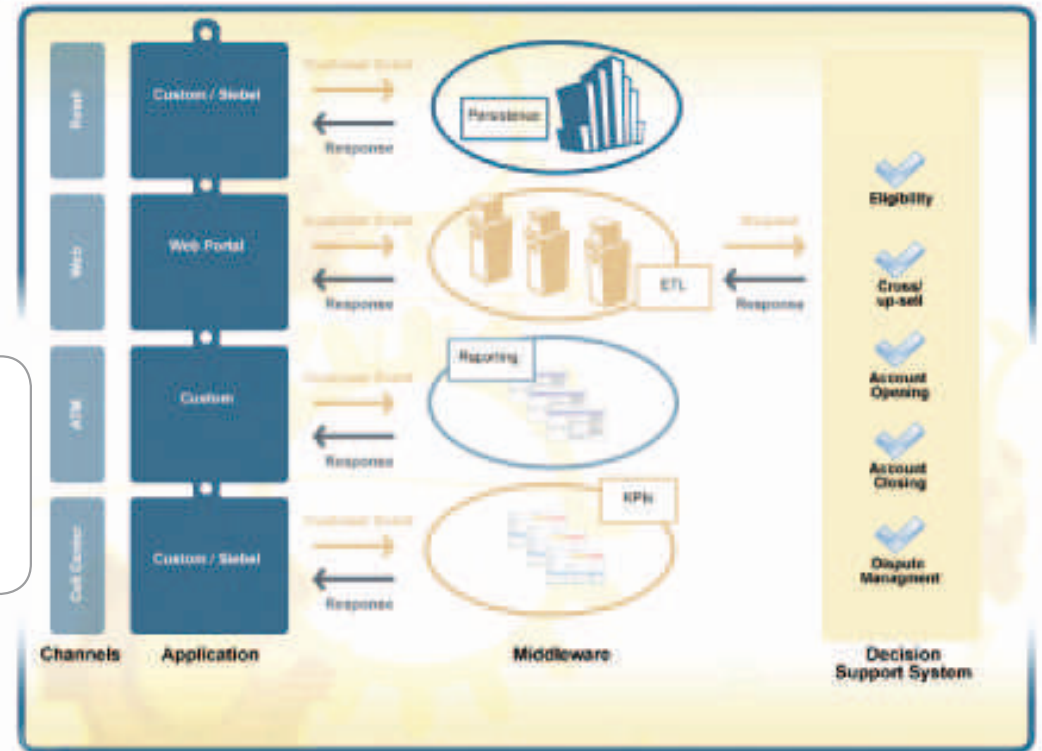 Retail
Custom / Siebel
Customer Event
Response
Persistence
Web
Web Portal
Customer Event
Response
ETL
Request
Response
ATM
Custom
Customer Event
Response
Reporting
Call Center
Custom / Siebel
Customer Event
Response
KPIs
Eligibility
Cross/
up-sell
Account
Opening
Account
Closing
Dispute
Managment
Channels
Application
Middleware
Decision
Support System